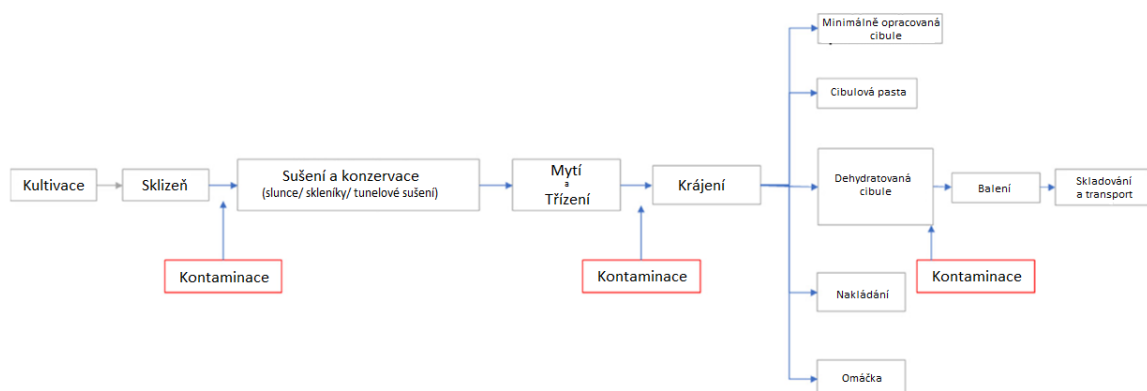 Kultivace
Sklizeň
Sušení a konzervace
(slunce/ skleníky/ tunelové sušení)
Mytí
a
Třízení
Krájení
Minimálně opracovaná
cibule
Cibulová pasta
Dehydratovaná
cibule
Balení
Skladování
a transport
Nakládání
Omáčka
Kontaminace
Kontaminace
Kontaminace